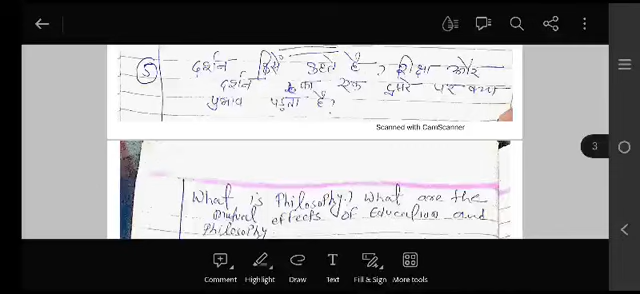 5 दर्शन किसे कहते है, शिक्षा और
दर्शन का एक दूसरे पर क्या
प्रभाव पड़ता है?
Scanned with CamScanner
3
What is Philosophy.? What are the
mutual effects of Education and
Philosophy
Comment Highlight Draw Text Fill & Sign More tools